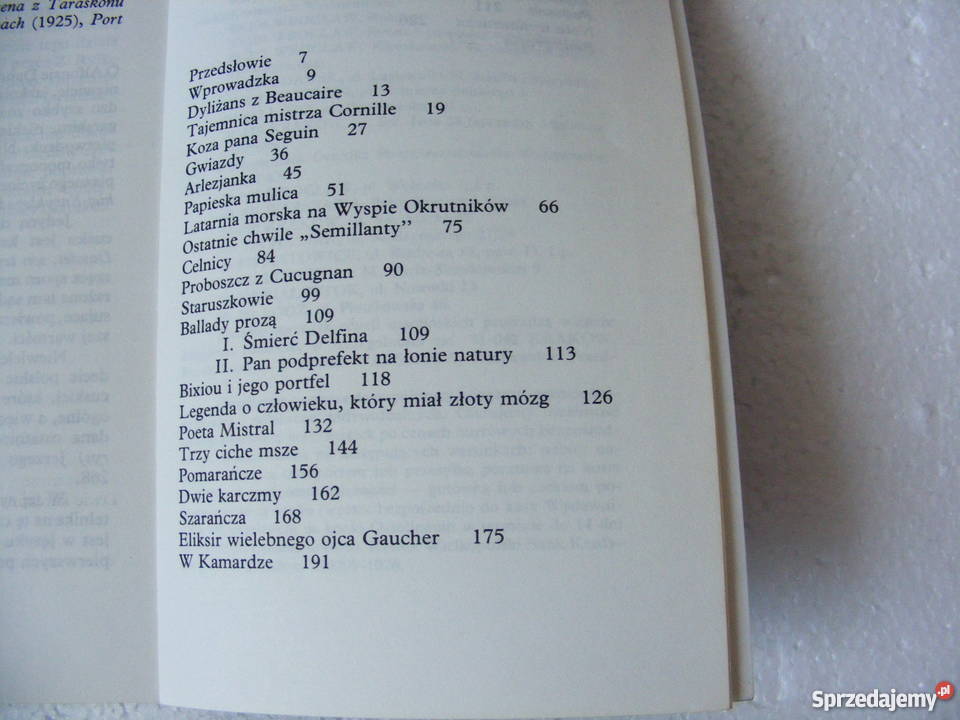 ena z Taraskonu
ach (1925), Port
Przedsłowie 7
Wprowadzka 9
Dyliżans z Beaucaire 13
Tajemnica mistrza Cornille 19
Koza pana Seguin 27
Gwiazdy 36
Arlezjanka 45
Papieska mulica 51
Latarnia morska na Wyspie Okrutników 66
Ostatnie chwile „Semillanty” 75
Celnicy 84
Proboszcz z Cucugnan 90
Staruszkowie 99
Ballady prozą 109
I. Śmierć Delfina 109
II. Pan podprefekt na łonie natury 113
Bixiou i jego portfel 118
Legenda o człowieku, który miał złoty mózg 126
Poeta Mistral 132
Trzy ciche msze 144
Pomarańcze 156
Dwie karczmy 162
Szarańcza 168
Eliksir wielebnego ojca Gaucher 175
W Kamardze 191
Sprzedajemy.pl